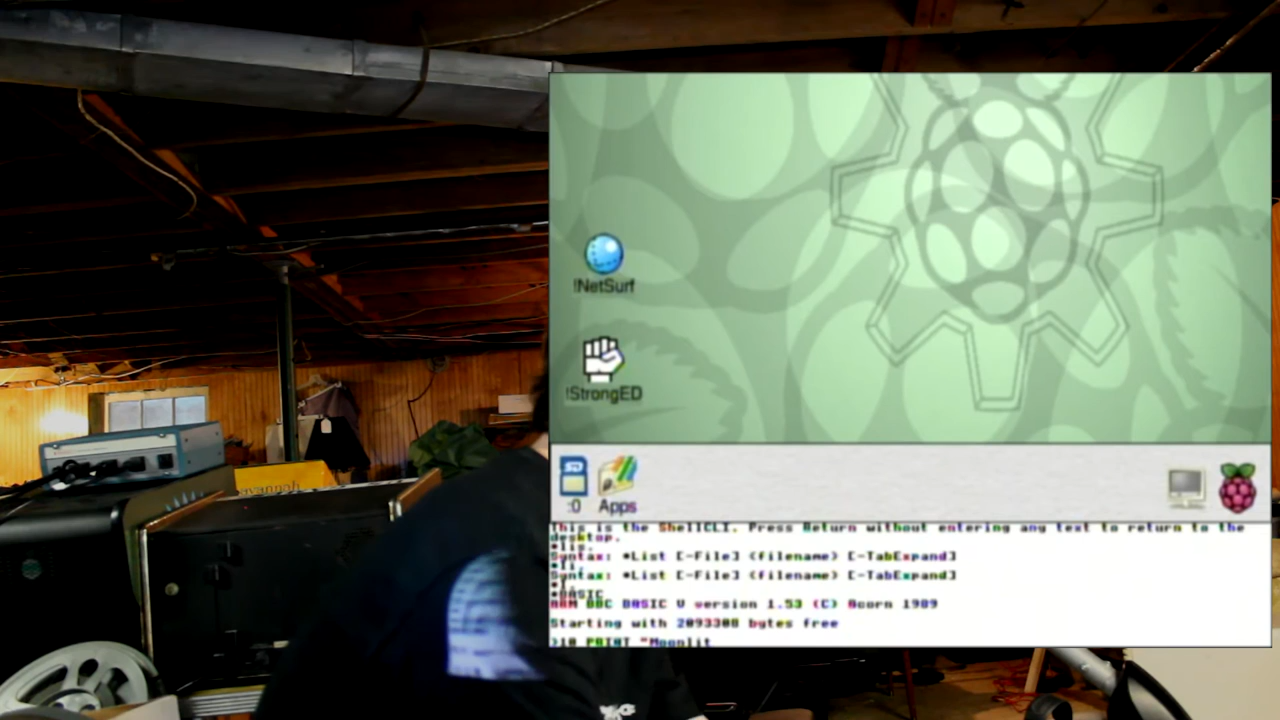 !NetSurf
!StrongED
:0 Apps
This is the ShellCLI. Press Return without entering any text to return to the
desktop.
*lis.
Syntax: *List [-File] <filename> [-TabExpand]
*li.
Syntax: *List [-File] <filename> [-TabExpand]
*l.
*BASIC
ARM BBC BASIC V version 1.53 (C) Acorn 1989
Starting with 2093308 bytes free
>10 PRINT "Moonlit